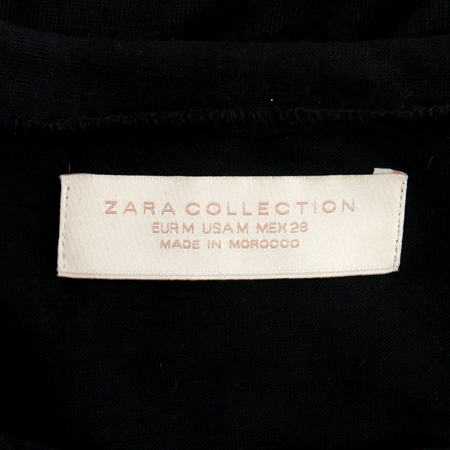 ZARA COLLECTION
EUR M USA M MEX 28
MADE IN MOROCCO